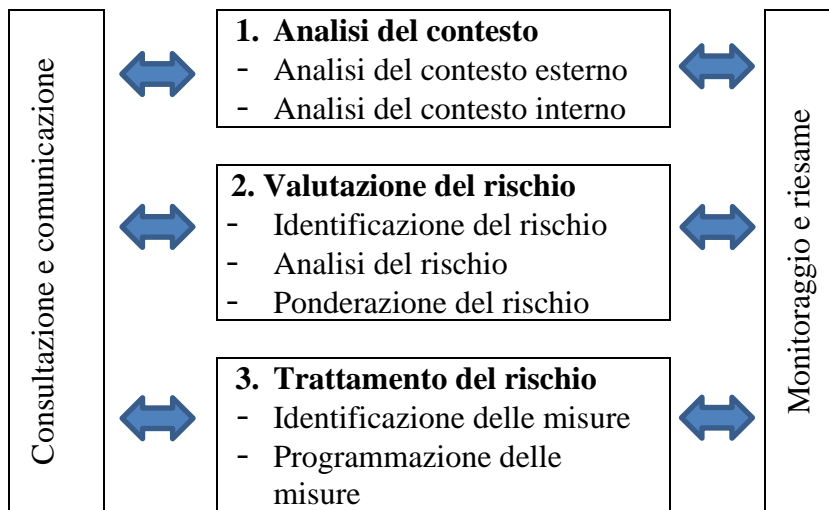 Consultazione e comunicazione
1. Analisi del contesto
- Analisi del contesto esterno
- Analisi del contesto interno
2. Valutazione del rischio
- Identificazione del rischio
- Analisi del rischio
- Ponderazione del rischio
3. Trattamento del rischio
- Identificazione delle misure
- Programmazione delle
misure
Monitoraggio e riesame